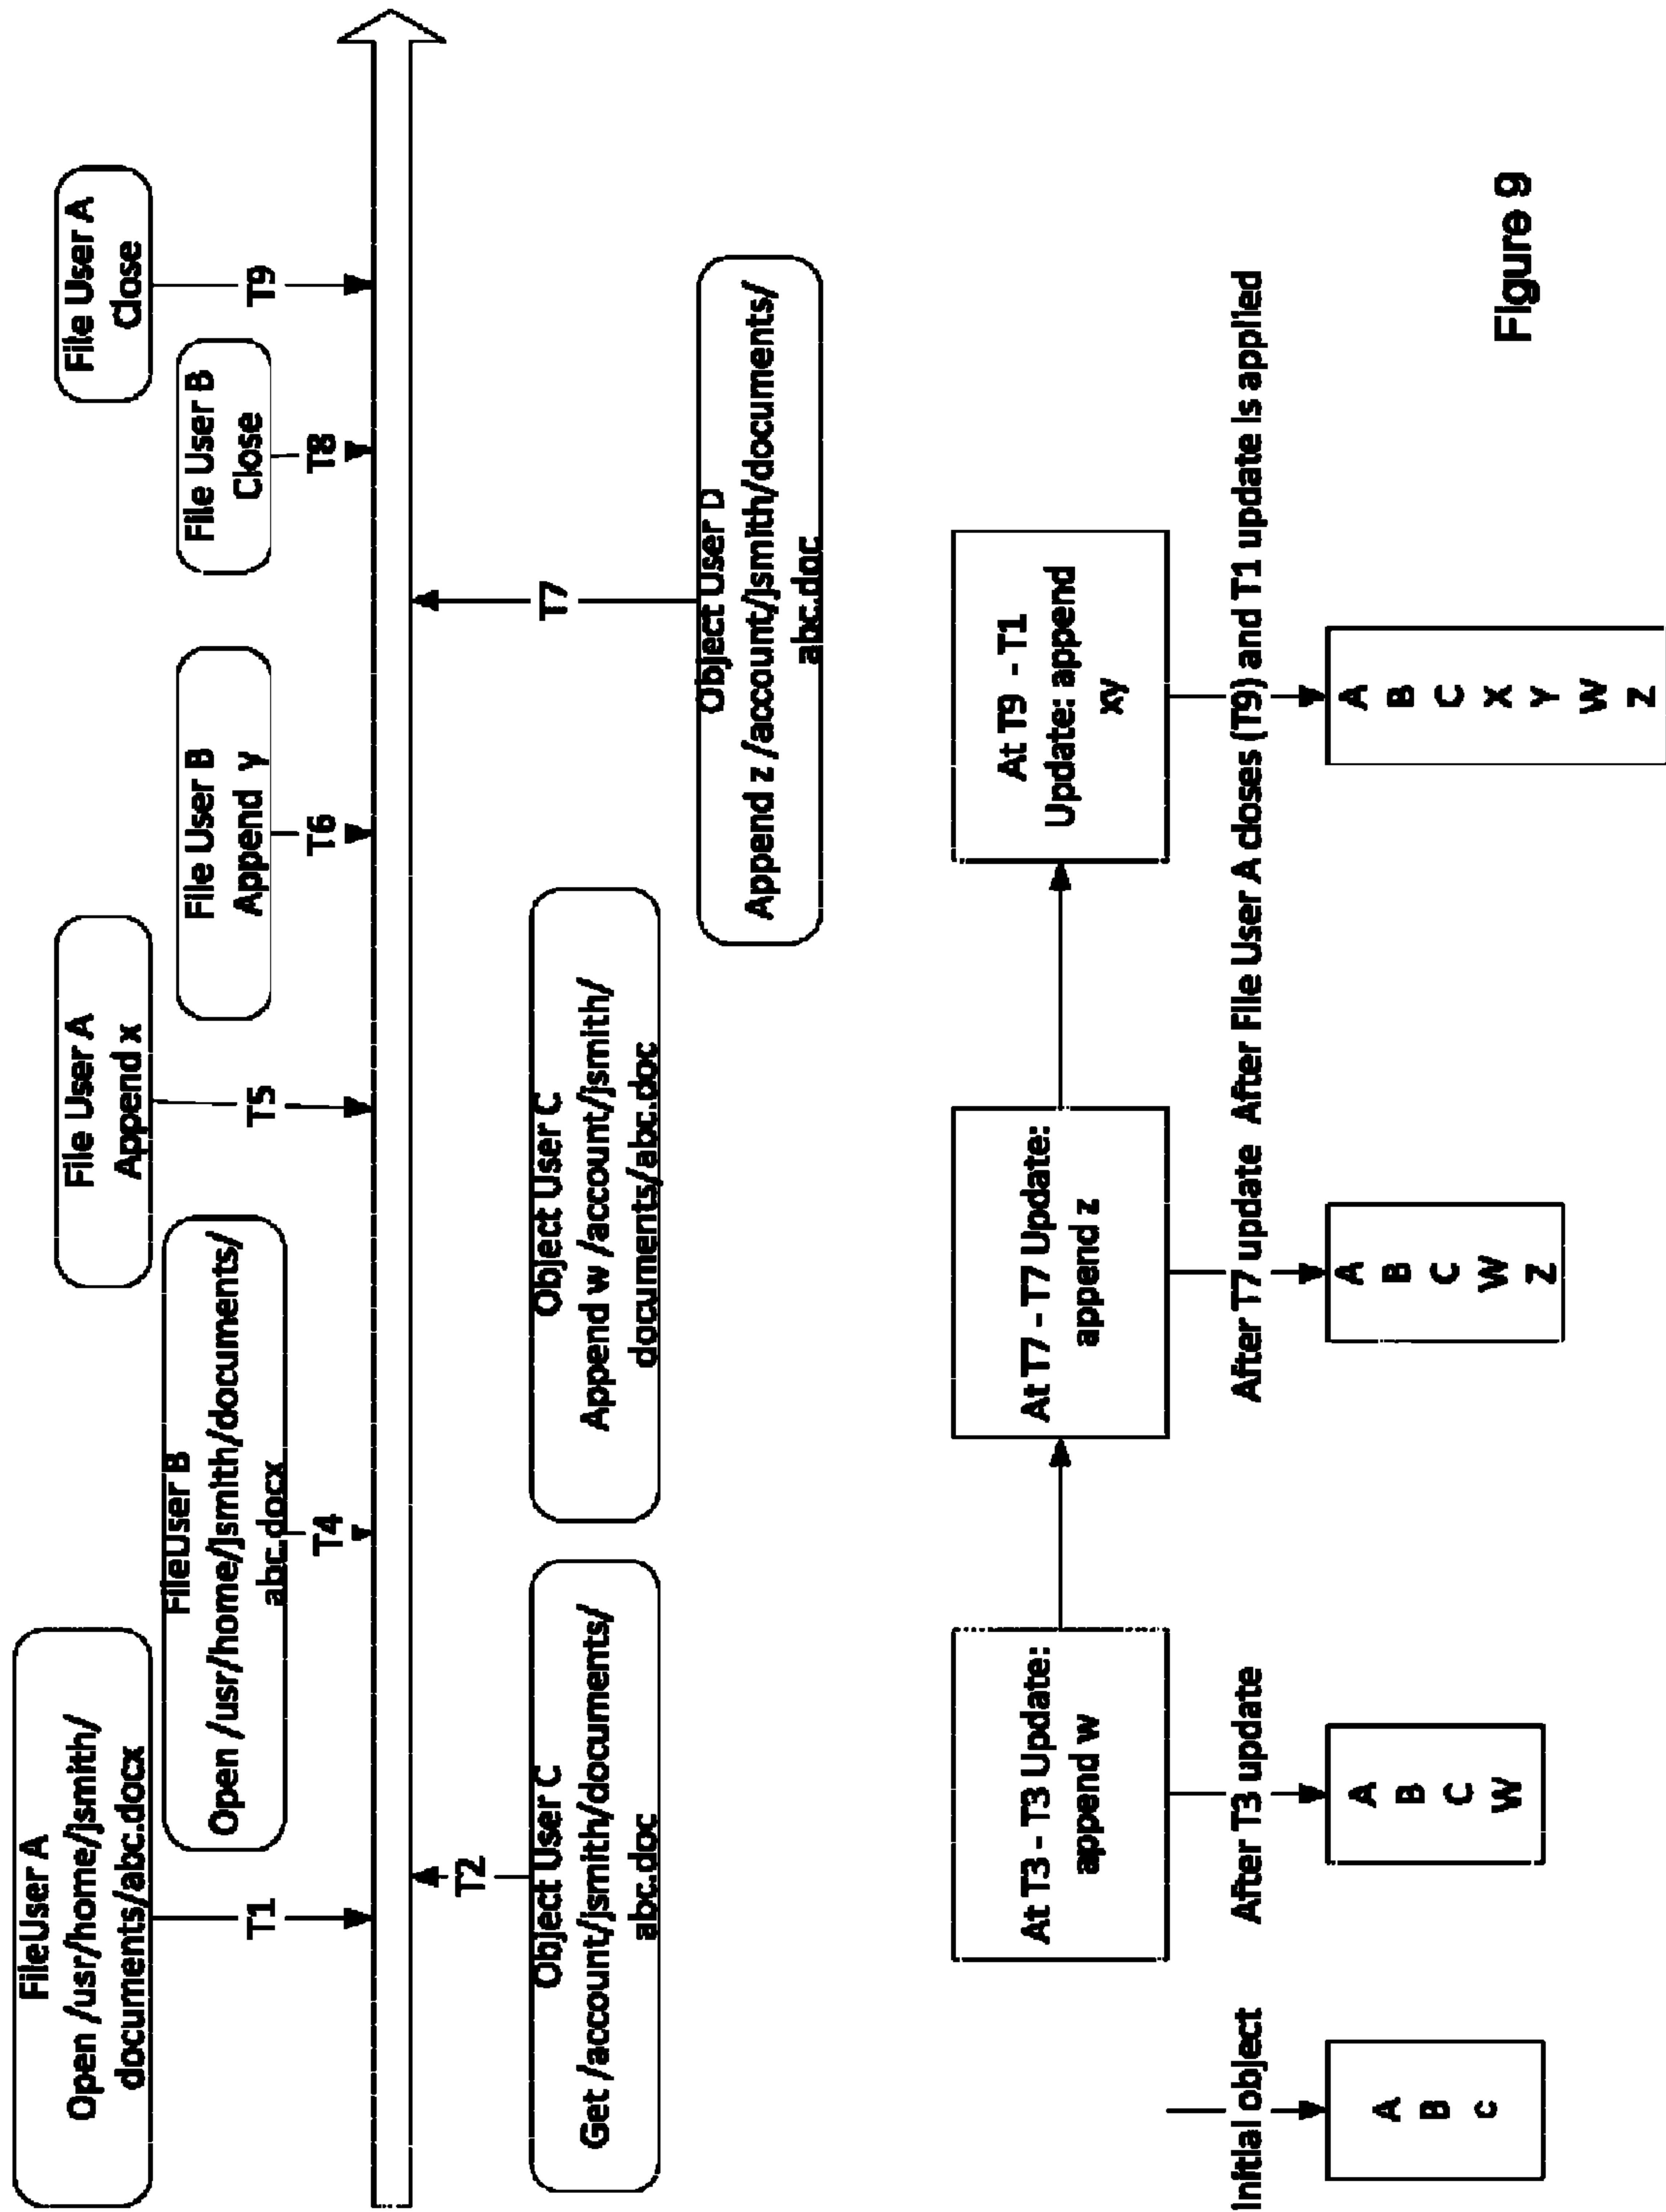 FileUser A
Open /usr/home/jsmith/
documents/abc.docx
T1
FileUser B
Open /usr/home/jsmith/documents/
abc.docx
T4
File User A
Append x
T5
File User B
Append y
T6
File User B
Close
T8
File User A
Close
T9
T2
Object User C
Get /account/jsmith/documents/
abc.doc
Object User C
Append w /account/jsmith/
documents/abc.doc
T7
Object User D
Append z /account/jsmith/documents/
abc.doc
At T3 - T3 Update:
append w
At T7 - T7 Update:
append z
At T9 - T1
Update: append
xy
Initial object
After T3 update
After T7 update
After File User A closes (T9) and T1 update is applied
A
B
c
A
B
C
W
A
B
C
W
Z
A
B
C
X
Y
W
Z
Figure 9